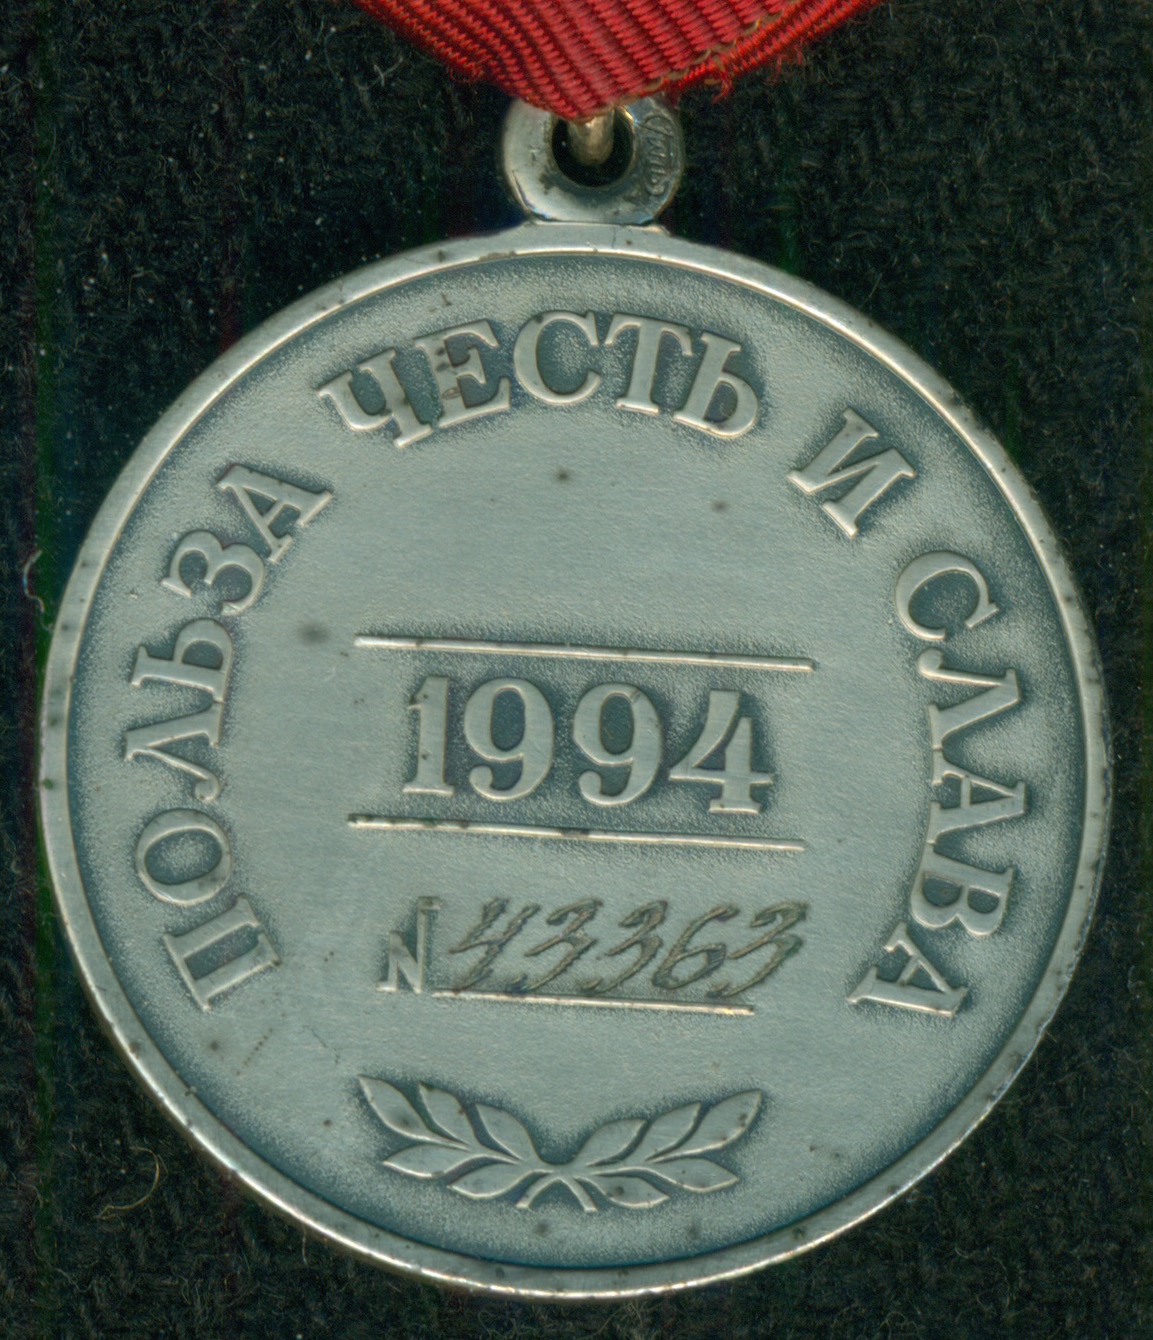 ПОЛЬЗА ЧЕСТЬ И СЛАВА
1994
N 43363